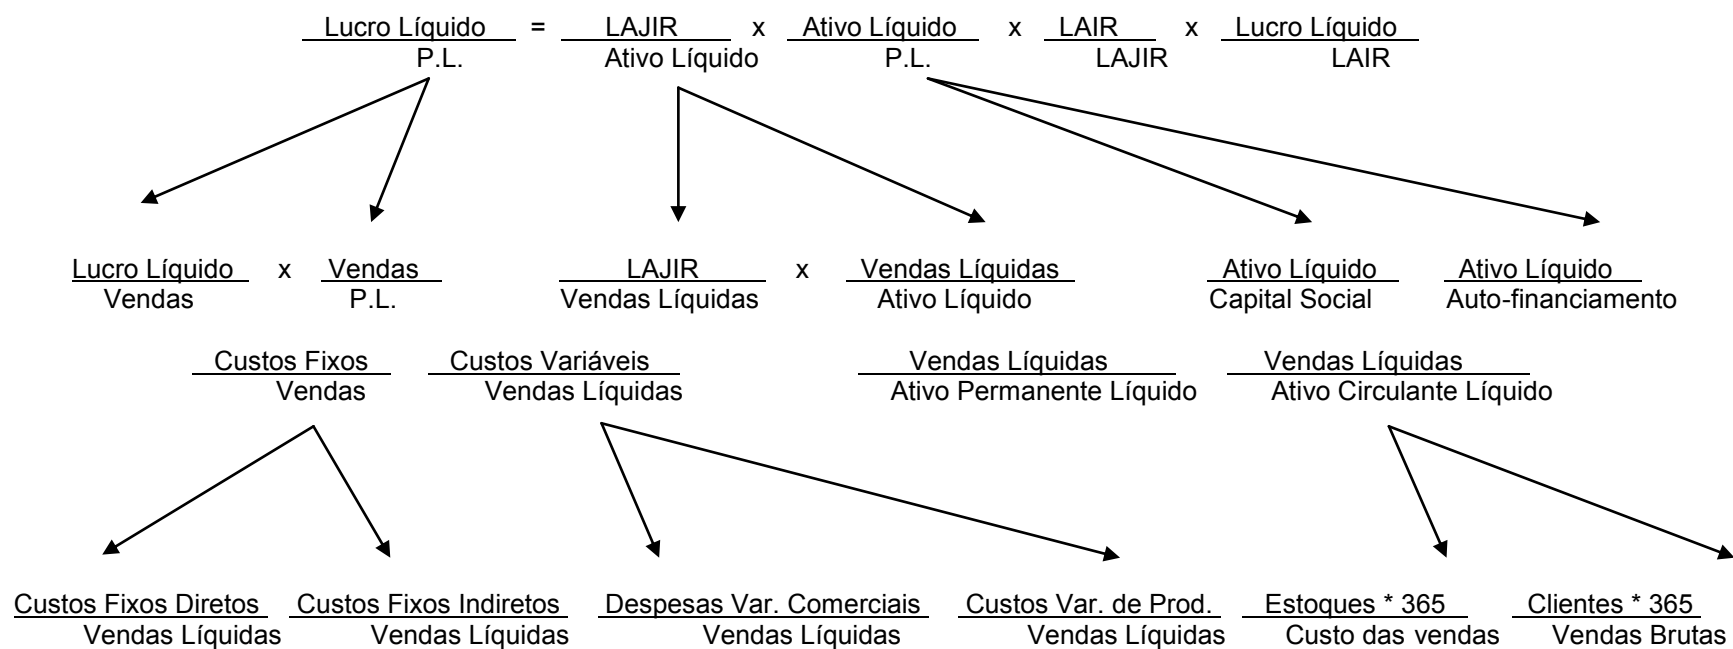 Lucro Líquido = LAJIR x Ativo Líquido x LAIR x Lucro Líquido
P.L. Ativo Líquido P.L. LAJIR LAIR
Lucro Líquido x Vendas LAJIR x Vendas Líquidas Ativo Líquido Ativo Líquido
Vendas P.L. Vendas Líquidas Ativo Líquido Capital Social Auto-financiamento
Custos Fixos Custos Variáveis Vendas Líquidas Vendas Líquidas
Vendas Vendas Líquidas Ativo Permanente Líquido Ativo Circulante Líquido
Custos Fixos Diretos Custos Fixos Indiretos Despesas Var. Comerciais Custos Var. de Prod. Estoques * 365 Clientes * 365
Vendas Líquidas Vendas Líquidas Vendas Líquidas Vendas Líquidas Custo das vendas Vendas Brutas